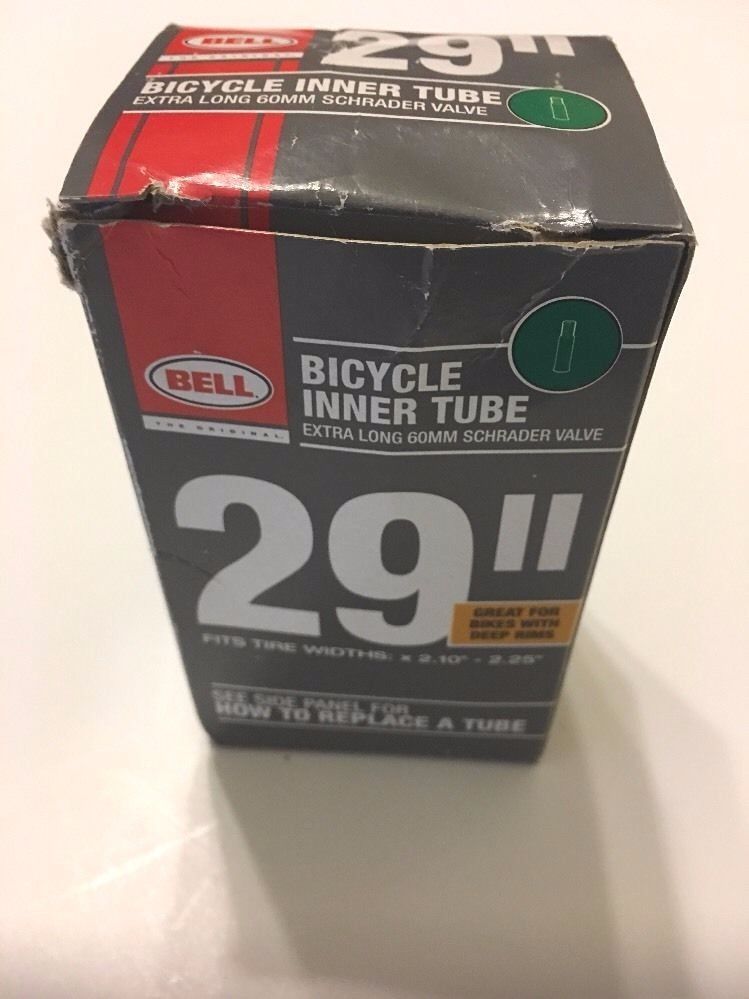 BELL
THE ORIGINAL.
29"
BICYCLE INNER TUBE
EXTRA LONG 60MM SCHRADER VALVE
BELL
THE ORIGINAL.
BICYCLE
INNER TUBE
EXTRA LONG 60MM SCHRADER VALVE
29"
GREAT FOR
BIKES WITH
DEEP RIMS
FITS TIRE WIDTHS: x 2.10" - 2.25"
SEE SIDE PANEL FOR
HOW TO REPLACE A TUBE